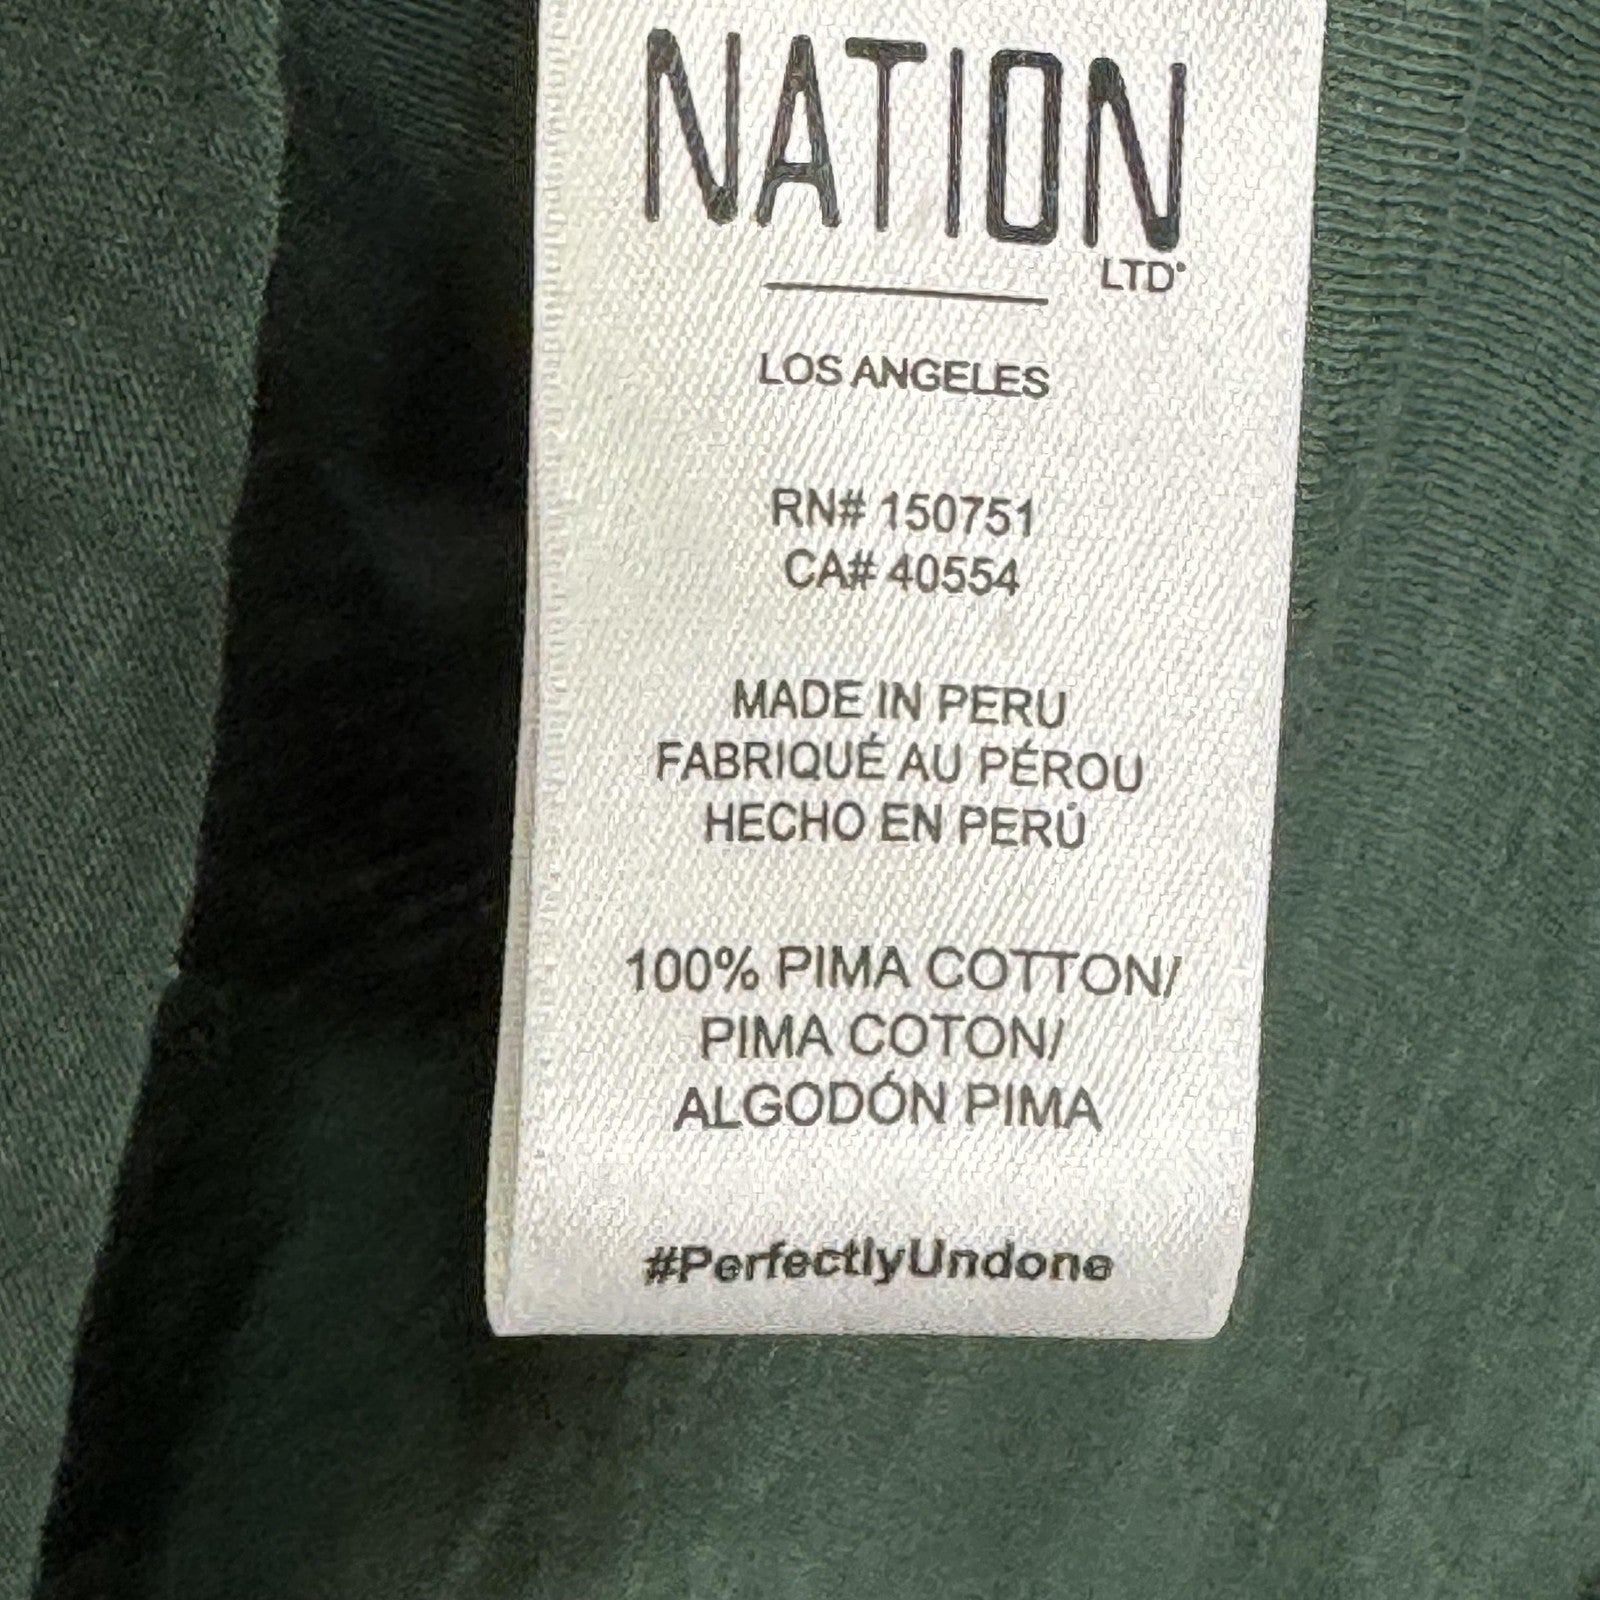 NATION
LTD®
LOS ANGELES
RN# 150751
CA# 40554
MADE IN PERU
FABRIQUÉ AU PÉROU
HECHO EN PERÚ
100% PIMA COTTON/
PIMA COTON/
ALGODÓN PIMA
#PerfectlyUndone